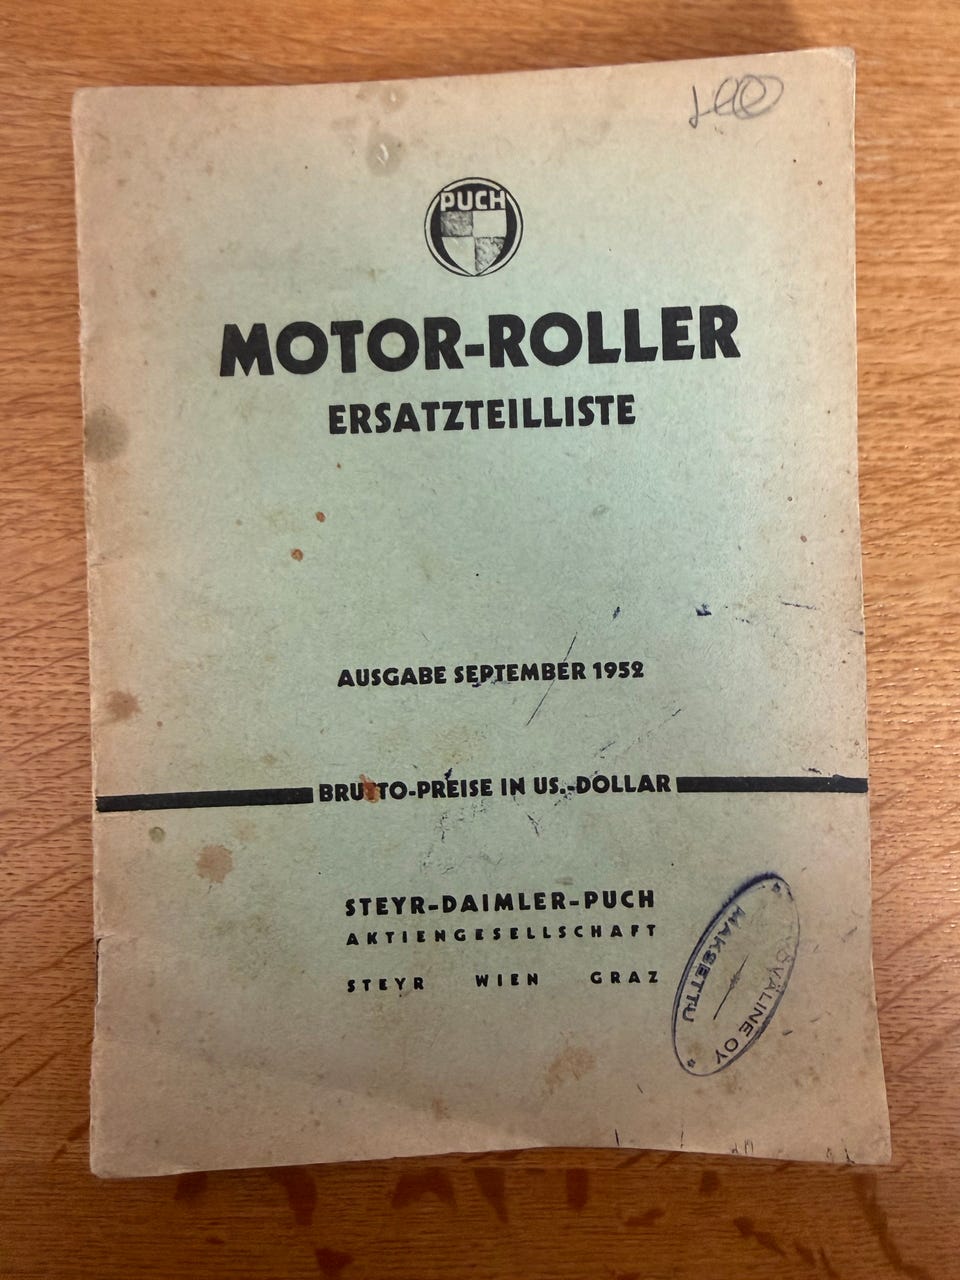 PUCH
MOTOR-ROLLER
ERSATZTEILLISTE
AUSGABE SEPTEMBER 1952
BRUTTO-PREISE IN US.-DOLLAR
STEYR-DAIMLER-PUCH
AKTIENGESELLSCHAFT
STEYR WIEN GRAZ
MAKSETTU
OY